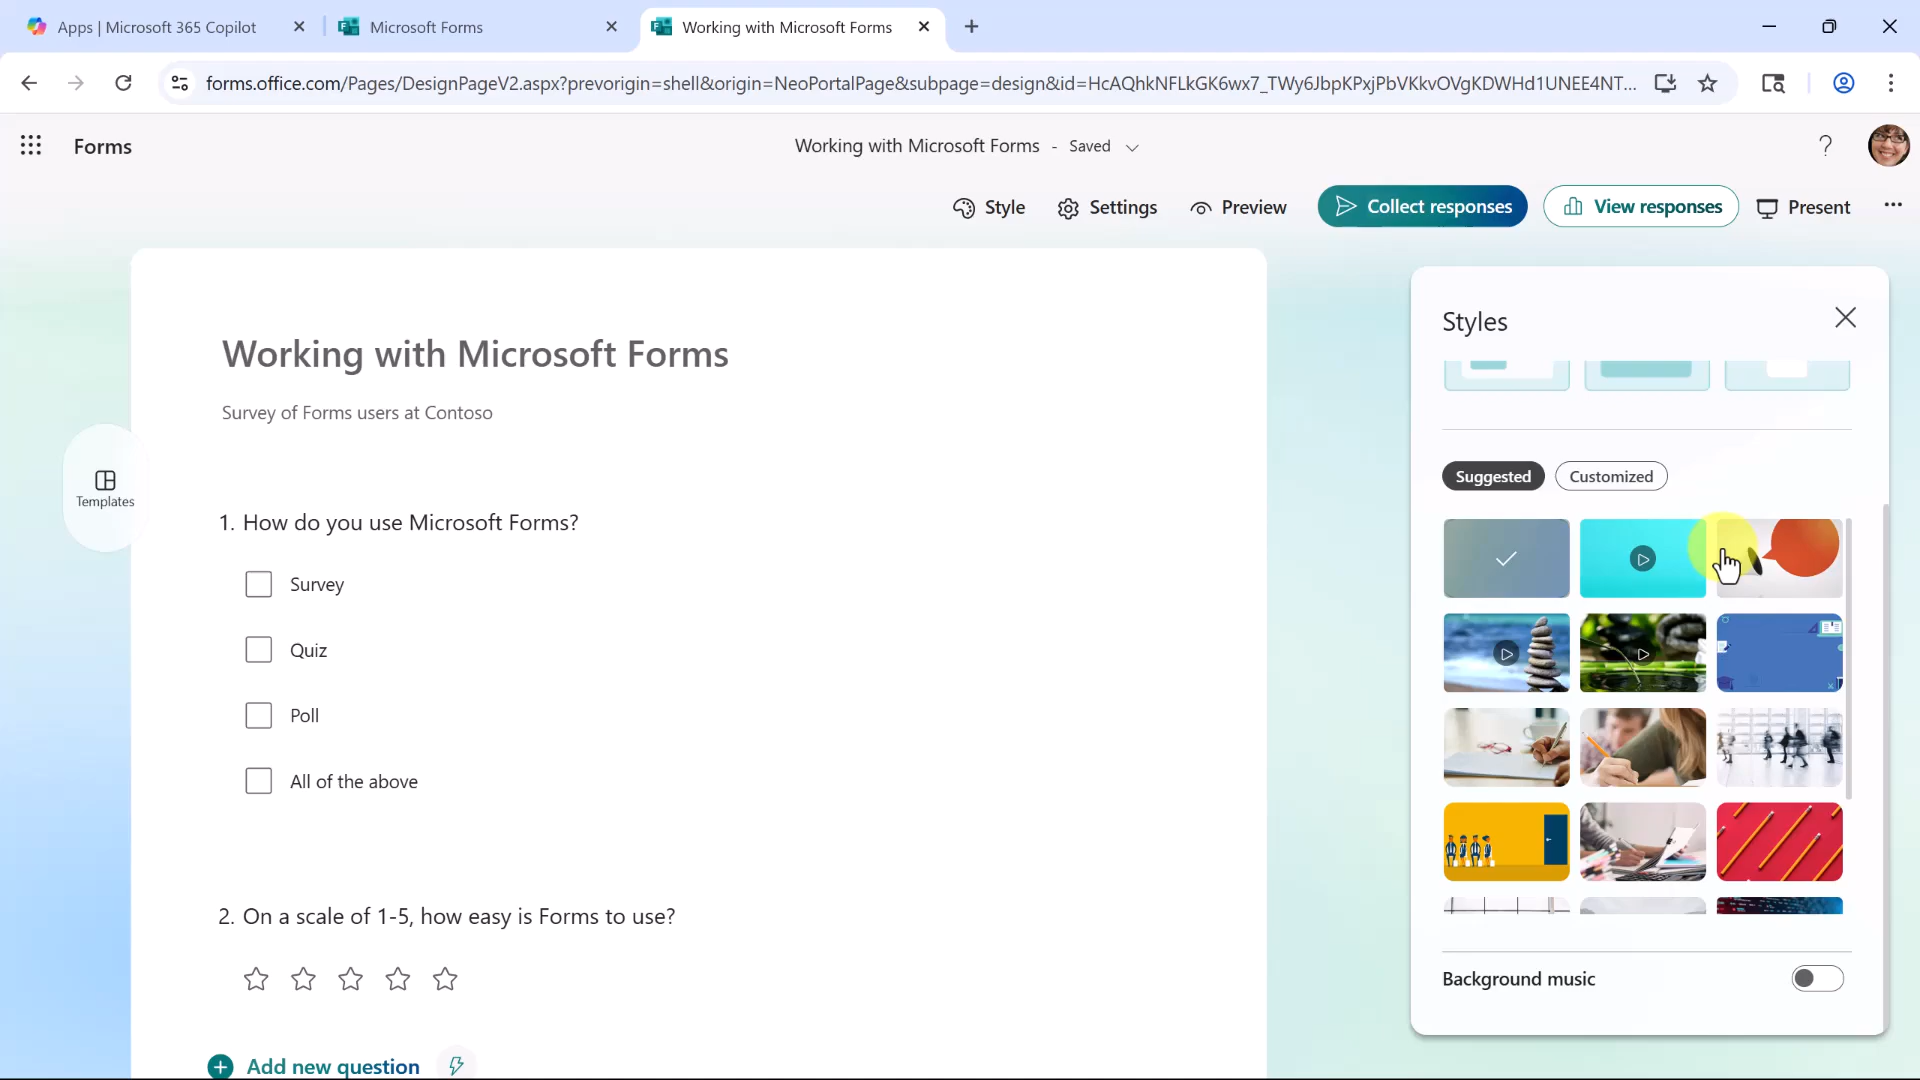 Apps | Microsoft 365 Copilot
Microsoft Forms
Working with Microsoft Forms
forms.office.com/Pages/DesignPageV2.aspx?prevorigin=shell&origin=NeoPortalPage&subpage=design&id=HcAQhkNFLkGK6wx7_TWy6JbpKPxjPbVKkvOVgKDWHd1UNEE4NT...
Forms
Working with Microsoft Forms - Saved
Style
Settings
Preview
Collect responses
View responses
Present
Working with Microsoft Forms
Survey of Forms users at Contoso
Templates
1. How do you use Microsoft Forms?
Survey
Quiz
Poll
All of the above
2. On a scale of 1-5, how easy is Forms to use?
Add new question
Styles
Suggested
Customized
Background music